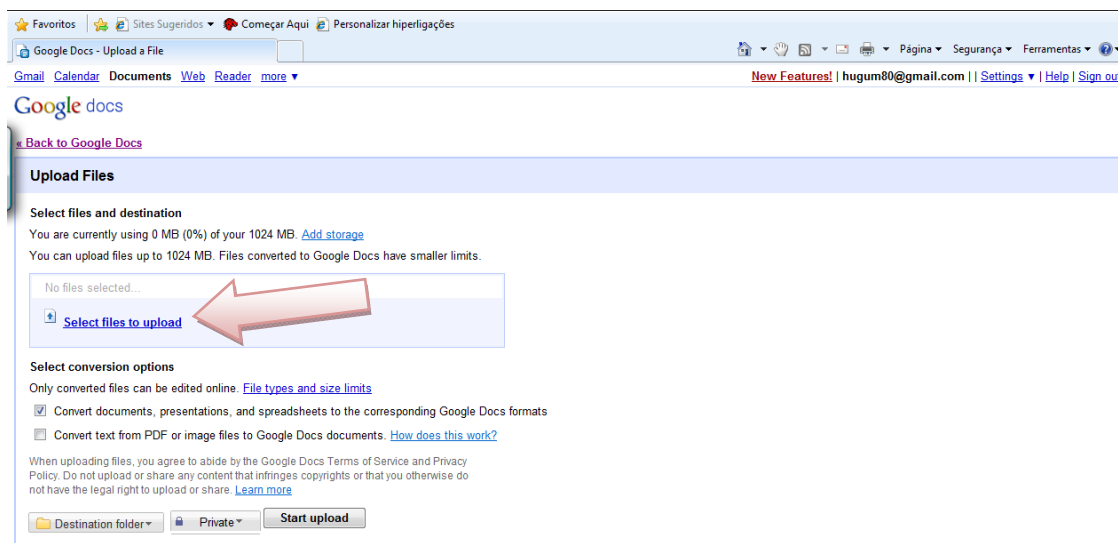 Favoritos Sites Sugeridos Começar Aqui Personalizar hiperligações
Google Docs - Upload a File Página Segurança Ferramentas
Gmail Calendar Documents Web Reader more New Features! | hugum80@gmail.com | | Settings | Help | Sign ou
Google docs
« Back to Google Docs
Upload Files
Select files and destination
You are currently using 0 MB (0%) of your 1024 MB. Add storage
You can upload files up to 1024 MB. Files converted to Google Docs have smaller limits.
No files selected...
Select files to upload
Select conversion options
Only converted files can be edited online. File types and size limits
Convert documents, presentations, and spreadsheets to the corresponding Google Docs formats
Convert text from PDF or image files to Google Docs documents. How does this work?
When uploading files, you agree to abide by the Google Docs Terms of Service and Privacy
Policy. Do not upload or share any content that infringes copyrights or that you otherwise do
not have the legal right to upload or share. Learn more
Destination folder Private Start upload